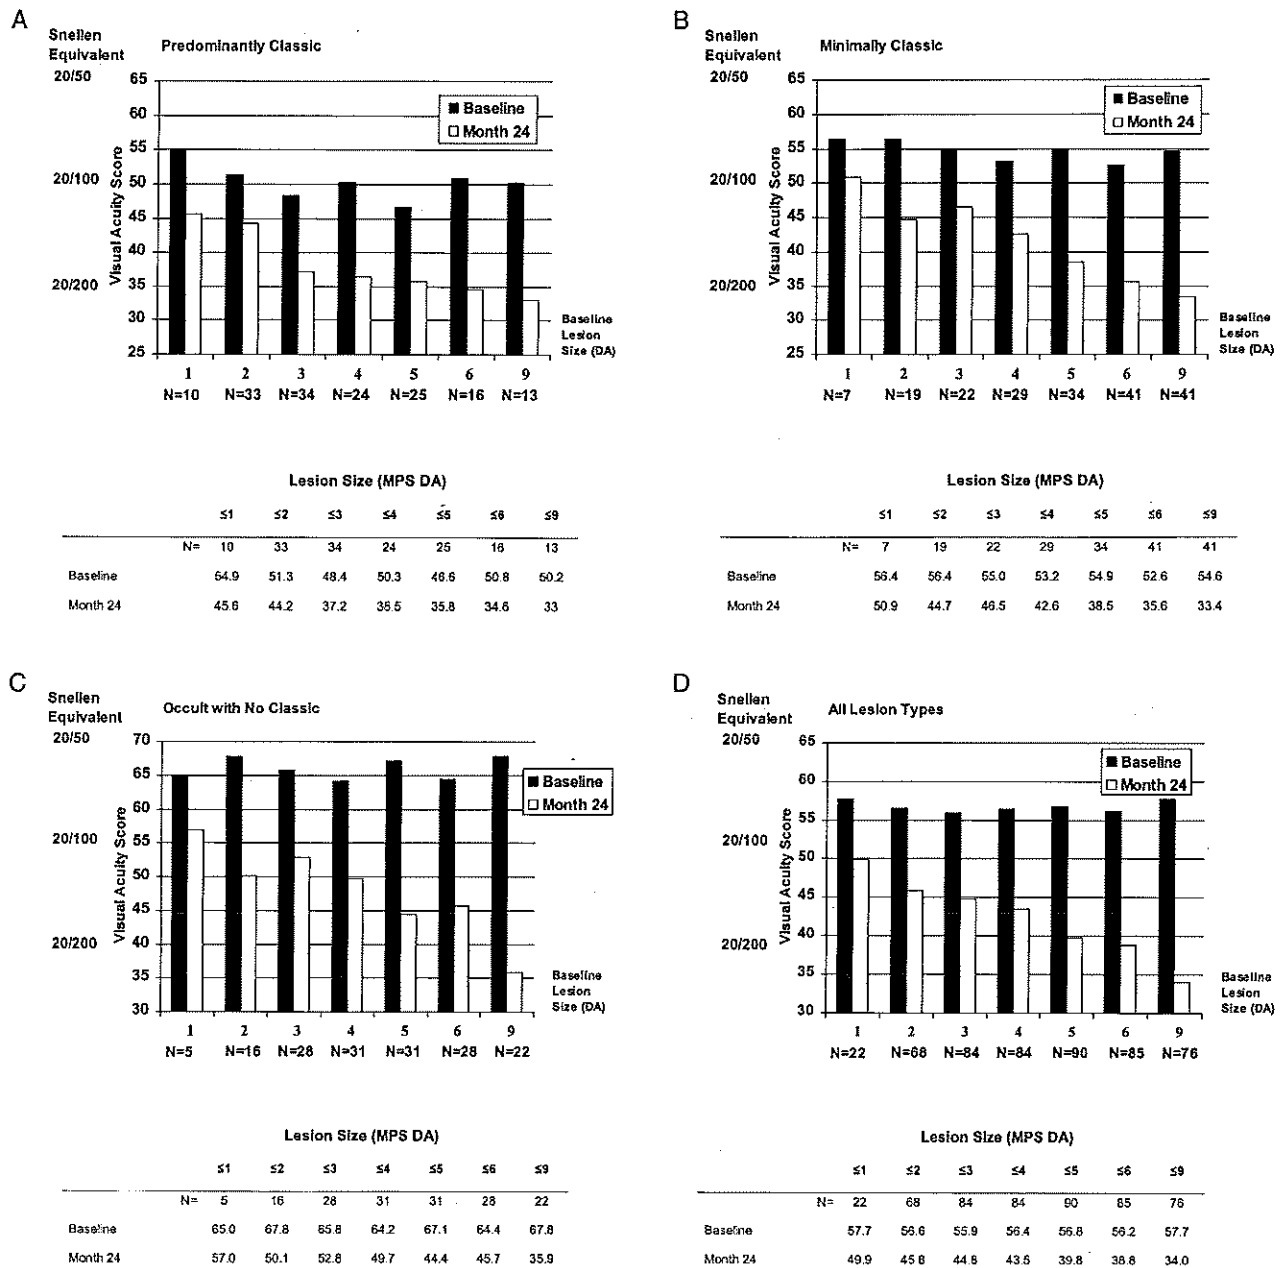 A
Snellen
Equivalent
Predominantly Classic
20/50
20/100
20/200
Visual Acuity Score
65
60
55
50
45
40
35
30
25
Baseline
Month 24
Baseline
Lesion
Size (DA)
1 2 3 4 5 6 9
N=10 N=33 N=34 N=24 N=25 N=16 N=13
Lesion Size (MPS DA)
≤1 ≤2 ≤3 ≤4 ≤5 ≤6 ≤9
N= 10 33 34 24 25 16 13
Baseline 54.9 51.3 48.4 50.3 46.6 50.8 50.2
Month 24 45.6 44.2 37.2 36.5 35.8 34.6 33
B
Snellen
Equivalent
Minimally Classic
20/50
20/100
20/200
Visual Acuity Score
65
60
55
50
45
40
35
30
25
Baseline
Month 24
Baseline
Lesion
Size (DA)
1 2 3 4 5 6 9
N=7 N=19 N=22 N=29 N=34 N=41 N=41
Lesion Size (MPS DA)
≤1 ≤2 ≤3 ≤4 ≤5 ≤6 ≤9
N= 7 19 22 29 34 41 41
Baseline 56.4 56.4 55.0 53.2 54.9 52.6 54.6
Month 24 50.9 44.7 46.5 42.6 38.5 35.6 33.4
C
Snellen
Equivalent
Occult with No Classic
20/50
20/100
20/200
Visual Acuity Score
70
65
60
55
50
45
40
35
30
Baseline
Month 24
Baseline
Lesion
Size (DA)
1 2 3 4 5 6 9
N=5 N=16 N=28 N=31 N=31 N=28 N=22
Lesion Size (MPS DA)
≤1 ≤2 ≤3 ≤4 ≤5 ≤6 ≤9
N= 5 16 28 31 31 28 22
Baseline 65.0 67.8 65.8 64.2 67.1 64.4 67.8
Month 24 57.0 50.1 52.8 49.7 44.4 45.7 35.9
D
Snellen
Equivalent
All Lesion Types
20/50
20/100
20/200
Visual Acuity Score
65
60
55
50
45
40
35
30
Baseline
Month 24
Baseline
Lesion
Size (DA)
1 2 3 4 5 6 9
N=22 N=68 N=84 N=84 N=90 N=85 N=76
Lesion Size (MPS DA)
≤1 ≤2 ≤3 ≤4 ≤5 ≤6 ≤9
N= 22 68 84 84 90 85 76
Baseline 57.7 56.6 55.9 56.4 56.8 56.2 57.7
Month 24 49.9 45.8 44.8 43.5 39.8 38.8 34.0